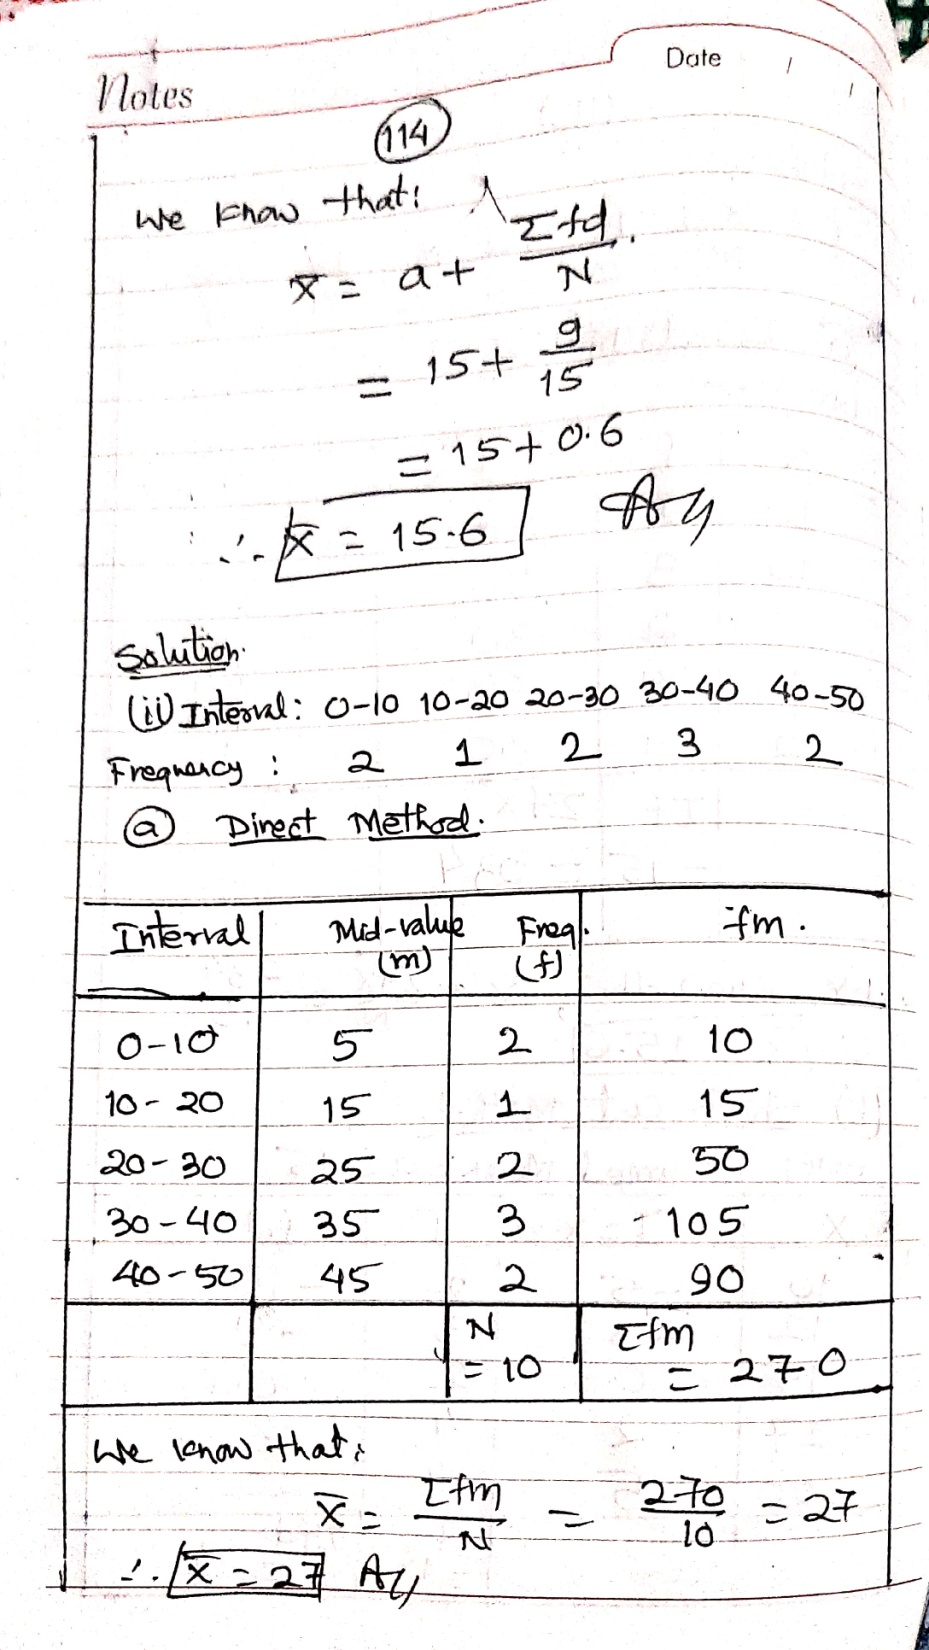 Notes
Date / /
114
We know that:
x̄ = a + Σfd / N
= 15 + 9/15
= 15 + 0.6
∴ x̄ = 15.6
Solution
(ii) Interval: 0-10 10-20 20-30 30-40 40-50
Frequency : 2 1 2 3 2
ⓐ Direct Method.
Interval Mid-value (m) Freq. (f) fm.
0-10 5 2 10
10-20 15 1 15
20-30 25 2 50
30-40 35 3 105
40-50 45 2 90
N = 10 Σfm = 270
We know that:
x̄ = Σfm / N = 270 / 10 = 27
∴ x̄ = 27